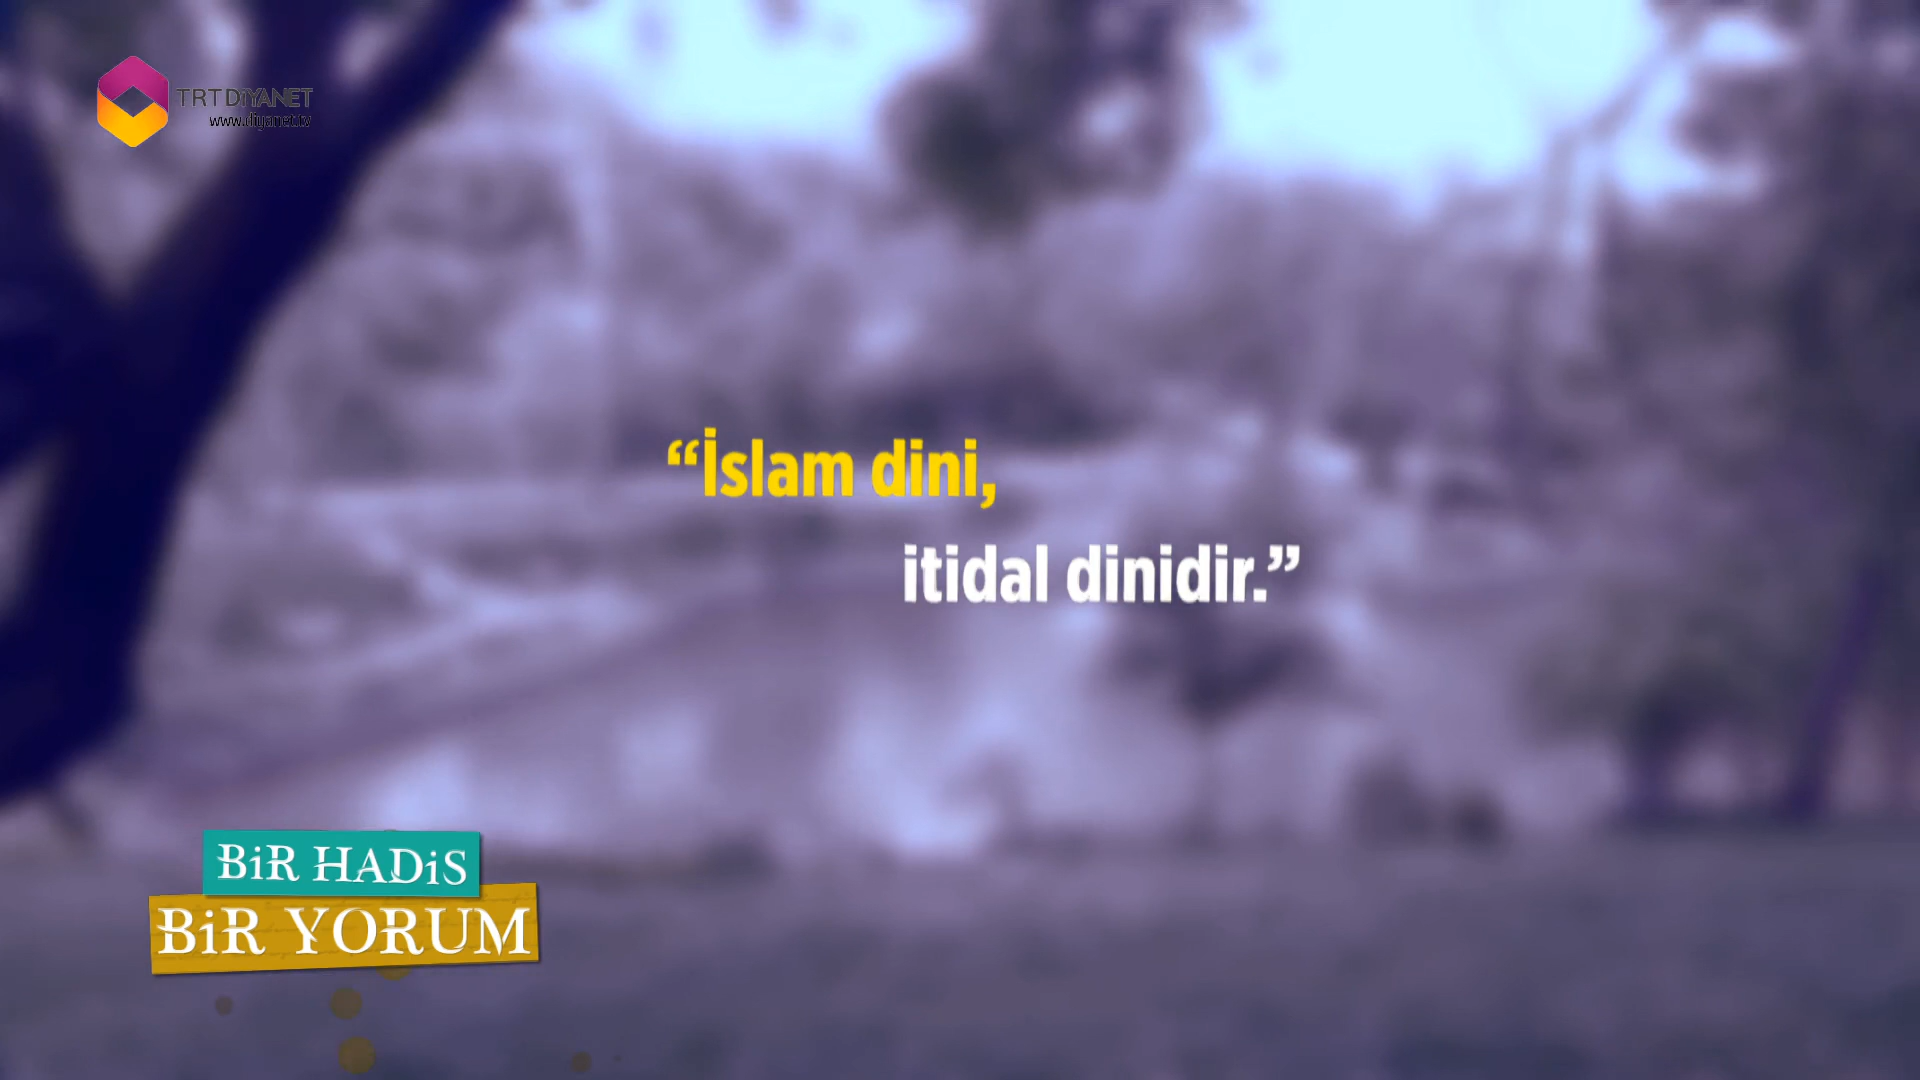 TRT DİYANET
www.diyanet.tv
“İslam dini,
itidal dinidir.”
BİR HADİS
BİR YORUM